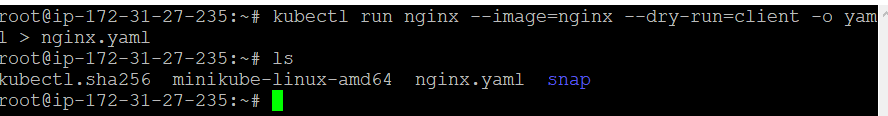 root@ip-172-31-27-235:~# kubectl run nginx --image=nginx --dry-run=client -o yam
l > nginx.yaml
root@ip-172-31-27-235:~# ls
kubectl.sha256  minikube-linux-amd64  nginx.yaml  snap
root@ip-172-31-27-235:~#